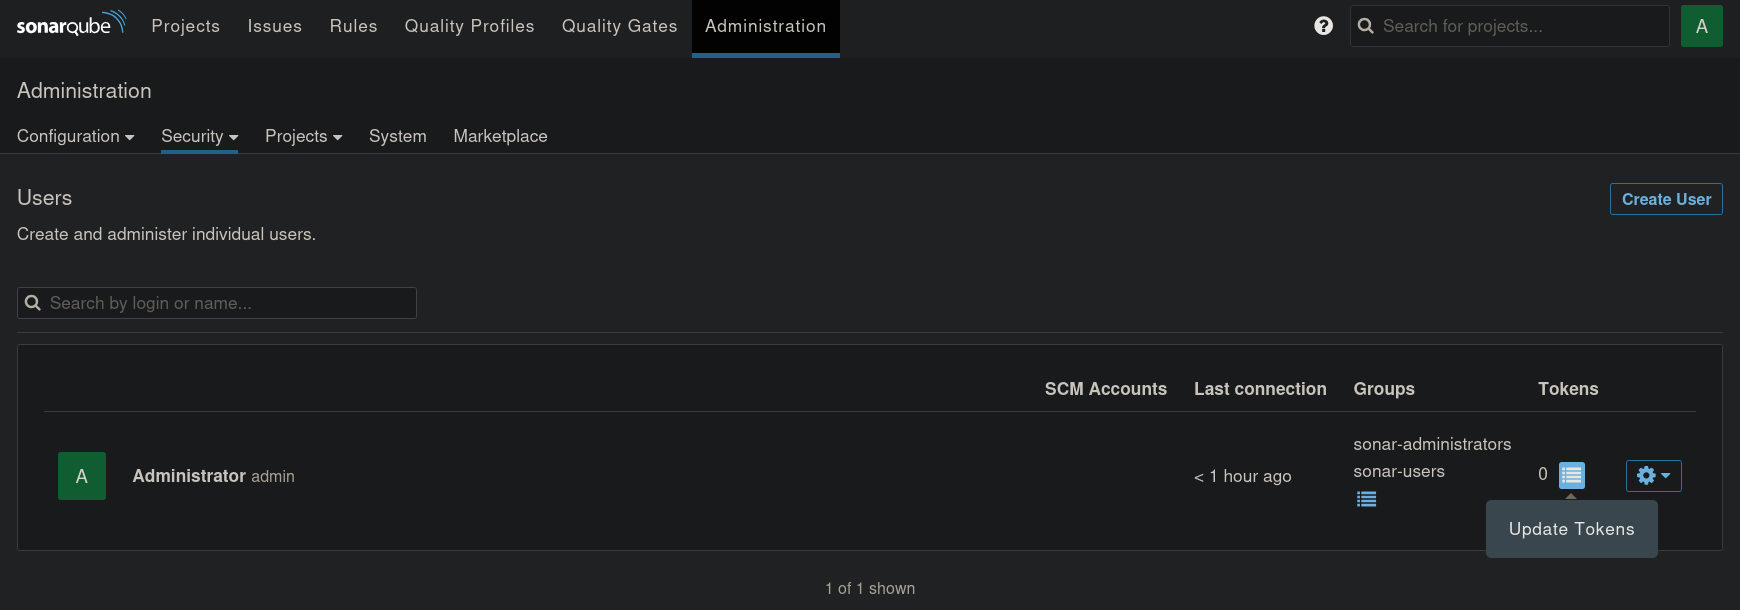 sonarqube Projects Issues Rules Quality Profiles Quality Gates Administration ? Search for projects... A
Administration
Configuration Security Projects System Marketplace
Users
Create User
Create and administer individual users.
Search by login or name...
SCM Accounts Last connection Groups Tokens
A Administrator admin < 1 hour ago sonar-administrators
sonar-users
0
Update Tokens
1 of 1 shown